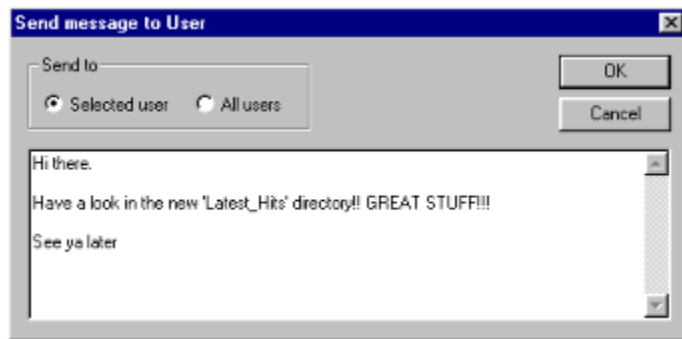 Send message to User
Send to
OK
Selected user All users
Cancel
Hi there.
Have a look in the new 'Latest_Hits' directory!! GREAT STUFF!!!
See ya later